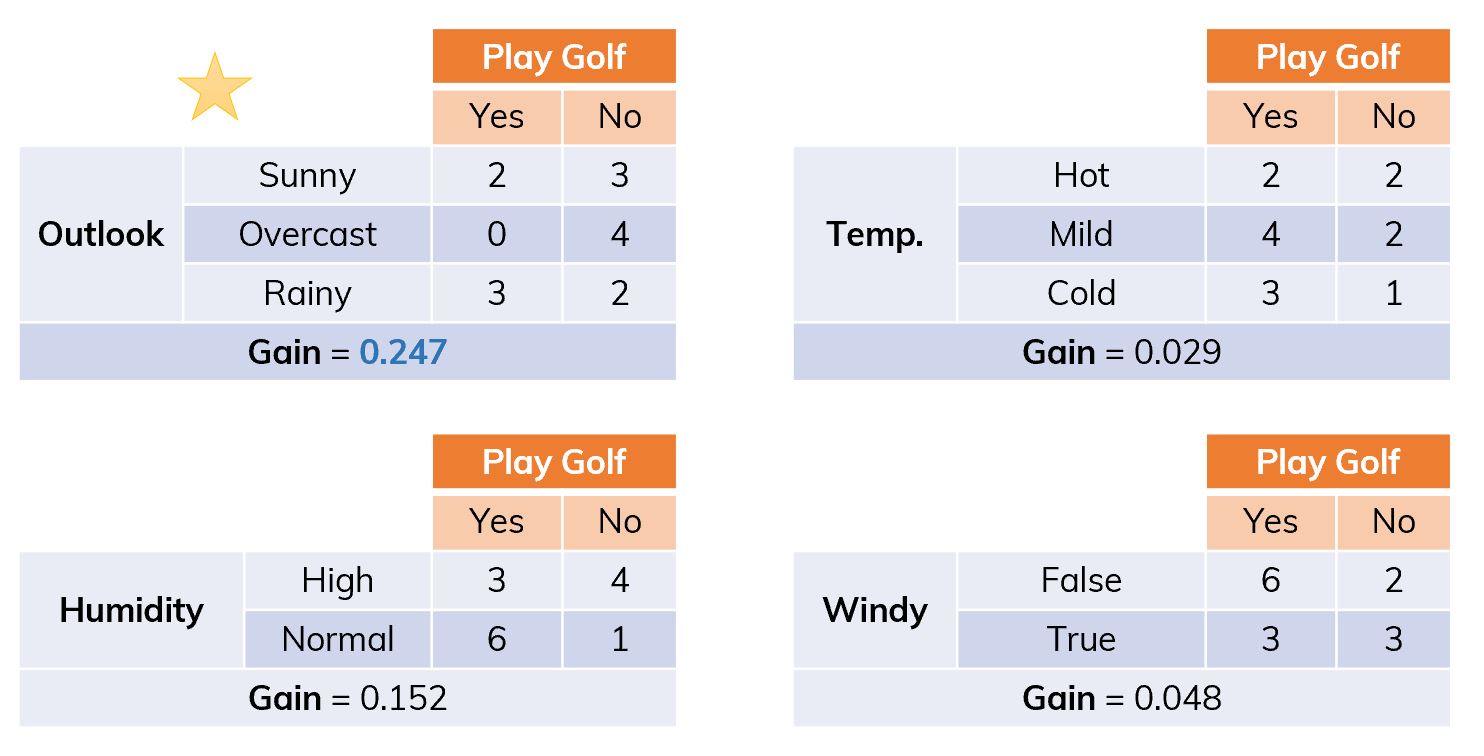 Play Golf
Yes No
Outlook
Sunny 2 3
Overcast 0 4
Rainy 3 2
Gain = 0.247
Play Golf
Yes No
Temp.
Hot 2 2
Mild 4 2
Cold 3 1
Gain = 0.029
Play Golf
Yes No
Humidity
High 3 4
Normal 6 1
Gain = 0.152
Play Golf
Yes No
Windy
False 6 2
True 3 3
Gain = 0.048